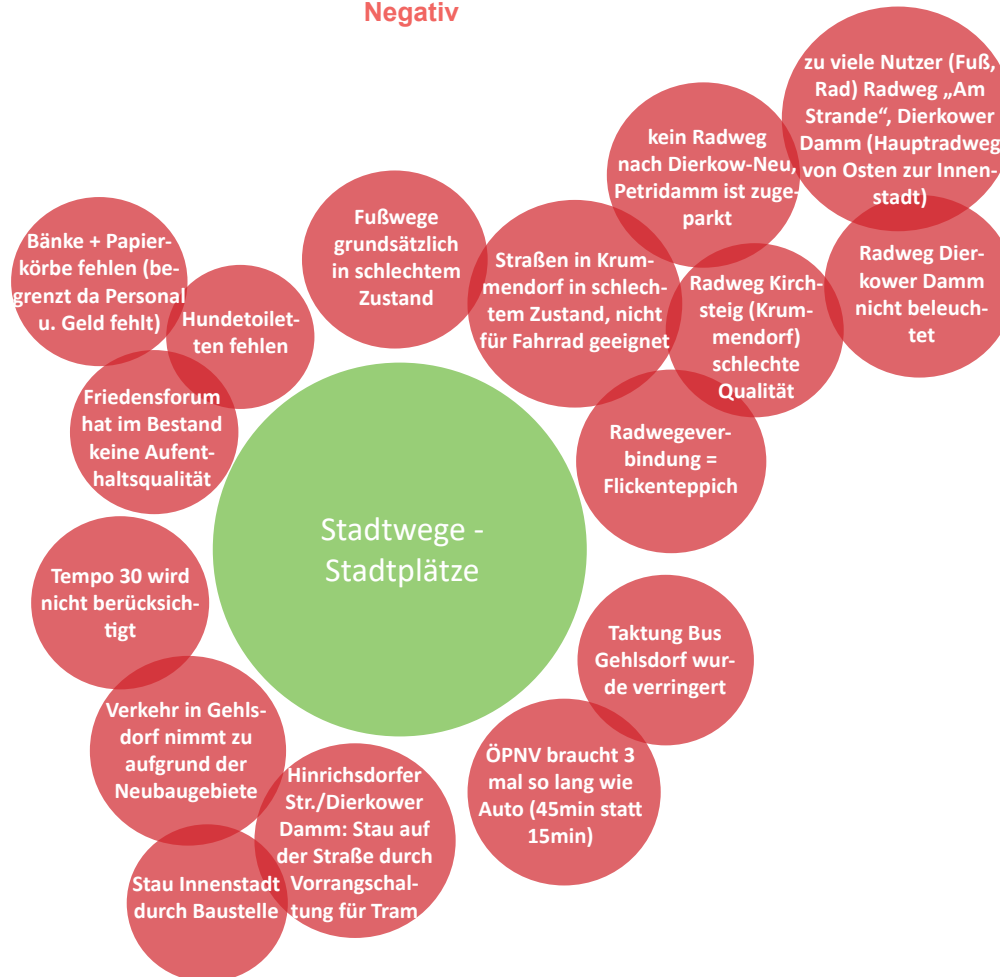 Negativ
zu viele Nutzer (Fuß,
Rad) Radweg „Am
Strande“, Dierkower
Damm (Hauptradweg
von Osten zur Innen-
stadt)
kein Radweg
nach Dierkow-Neu,
Petridamm ist zuge-
parkt
Fußwege
grundsätzlich
in schlechtem
Zustand
Bänke + Papier-
körbe fehlen (be-
grenzt da Personal
u. Geld fehlt)
Hundetoilet-
ten fehlen
Straßen in Krum-
mendorf in schlech-
tem Zustand, nicht
für Fahrrad geeignet
Radweg Kirch-
steig (Krum-
mendorf)
schlechte
Qualität
Radweg Dier-
kower Damm
nicht beleuch-
tet
Friedensforum
hat im Bestand
keine Aufent-
haltsqualität
Radwegever-
bindung =
Flickenteppich
Stadtwege -
Stadtplätze
Tempo 30 wird
nicht berücksich-
tigt
Taktung Bus
Gehlsdorf wur-
de verringert
Verkehr in Gehls-
dorf nimmt zu
aufgrund der
Neubaugebiete
ÖPNV braucht 3
mal so lang wie
Auto (45min statt
15min)
Hinrichsdorfer
Str./Dierkower
Damm: Stau auf
der Straße durch
Vorrangschal-
tung für Tram
Stau Innenstadt
durch Baustelle